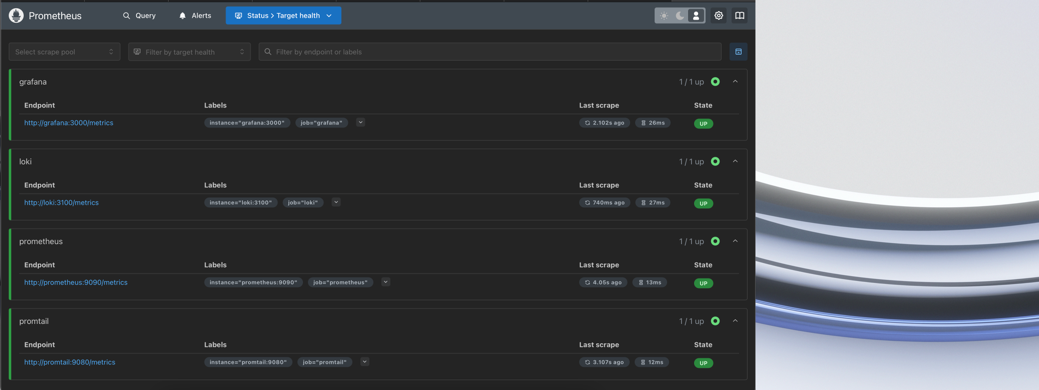 Prometheus Query Alerts Status > Target health
Select scrape pool Filter by target health Filter by endpoint or labels
grafana 1 / 1 up
Endpoint Labels Last scrape State
http://grafana:3000/metrics instance="grafana:3000" job="grafana" 2.102s ago 26ms UP
loki 1 / 1 up
Endpoint Labels Last scrape State
http://loki:3100/metrics instance="loki:3100" job="loki" 740ms ago 27ms UP
prometheus 1 / 1 up
Endpoint Labels Last scrape State
http://prometheus:9090/metrics instance="prometheus:9090" job="prometheus" 4.05s ago 13ms UP
promtail 1 / 1 up
Endpoint Labels Last scrape State
http://promtail:9080/metrics instance="promtail:9080" job="promtail" 3.107s ago 12ms UP